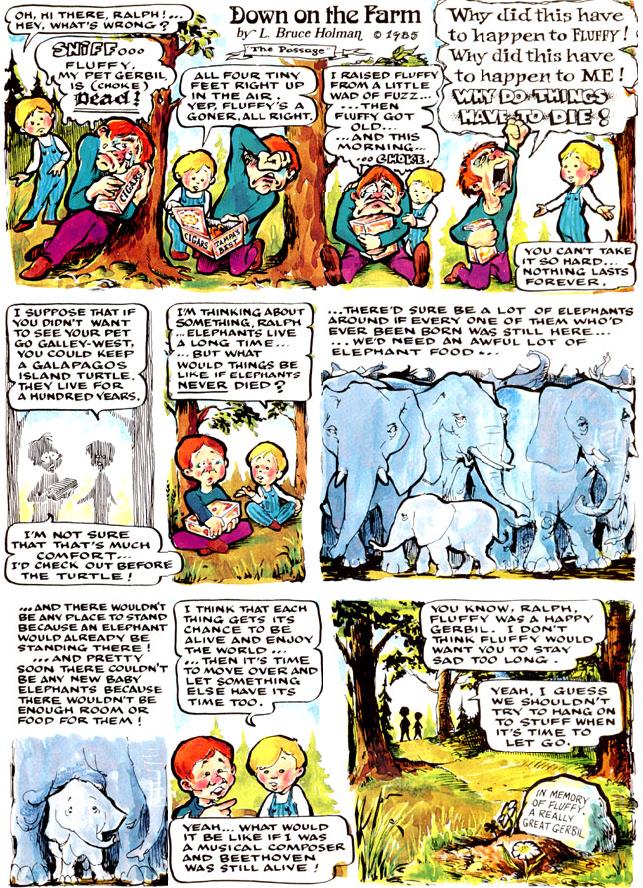 OH, HI THERE, RALPH!...
HEY, WHAT'S WRONG?
SNIFF...
FLUFFY,
MY PET GERBIL
IS (CHOKE)
Dead!
CIGARS
Down on the Farm
by L. Bruce Holman © 1985
The Passage
ALL FOUR TINY
FEET RIGHT UP
IN THE AIR...
YEP, FLUFFY'S A
GONER, ALL RIGHT.
CIGARS
TAMPA'S
BEST
I RAISED FLUFFY
FROM A LITTLE
WAD OF FUZZ...
...THEN
FLUFFY GOT
OLD...
...AND THIS
MORNING...
...CHOKE.
Why did this have
to happen to FLUFFY!
Why did this have
to happen to ME!
WHY DO THINGS
HAVE TO DIE!
YOU CAN'T TAKE
IT SO HARD...
NOTHING LASTS
FOREVER.
I SUPPOSE THAT IF
YOU DIDN'T WANT
TO SEE YOUR PET
GO GALLEY-WEST,
YOU COULD KEEP
A GALAPAGOS
ISLAND TURTLE.
THEY LIVE FOR
A HUNDRED YEARS.
I'M NOT SURE
THAT THAT'S MUCH
COMFORT...
I'D CHECK OUT BEFORE
THE TURTLE!
I'M THINKING ABOUT
SOMETHING, RALPH
...ELEPHANTS LIVE
A LONG TIME...
...BUT WHAT
WOULD THINGS BE
LIKE IF ELEPHANTS
NEVER DIED?
...THERE'D SURE BE A LOT OF ELEPHANTS
AROUND IF EVERY ONE OF THEM WHO'D
EVER BEEN BORN WAS STILL HERE...
...WE'D NEED AN AWFUL LOT OF
ELEPHANT FOOD...
...AND THERE WOULDN'T
BE ANY PLACE TO STAND
BECAUSE AN ELEPHANT
WOULD ALREADY BE
STANDING THERE!
...AND PRETTY
SOON THERE COULDN'T
BE ANY NEW BABY
ELEPHANTS BECAUSE
THERE WOULDN'T BE
ENOUGH ROOM OR
FOOD FOR THEM!
I THINK THAT EACH
THING GETS ITS
CHANCE TO BE
ALIVE AND ENJOY
THE WORLD...
...THEN IT'S TIME
TO MOVE OVER AND
LET SOMETHING
ELSE HAVE ITS
TIME TOO.
YEAH... WHAT WOULD
IT BE LIKE IF I WAS
A MUSICAL COMPOSER
AND BEETHOVEN
WAS STILL ALIVE!
YOU KNOW, RALPH,
FLUFFY WAS A HAPPY
GERBIL. I DON'T
THINK FLUFFY WOULD
WANT YOU TO STAY
SAD TOO LONG.
YEAH, I GUESS
WE SHOULDN'T
TRY TO HANG ON
TO STUFF WHEN
IT'S TIME TO
LET GO.
IN MEMORY
OF FLUFFY,
A REALLY
GREAT GERBIL